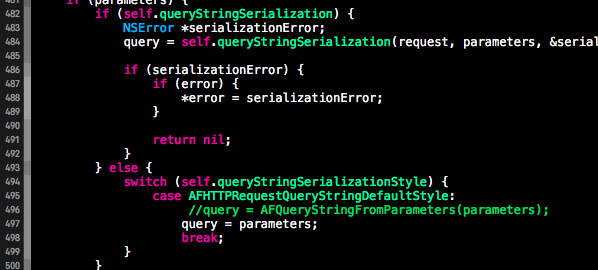 481 if (parameters) {
482 if (self.queryStringSerialization) {
483 NSError *serializationError;
484 query = self.queryStringSerialization(request, parameters, &serial
485
486 if (serializationError) {
487 if (error) {
488 *error = serializationError;
489 }
490
491 return nil;
492 }
493 } else {
494 switch (self.queryStringSerializationStyle) {
495 case AFHTTPRequestQueryStringDefaultStyle:
496 //query = AFQueryStringFromParameters(parameters);
497 query = parameters;
498 break;
499 }
500 }